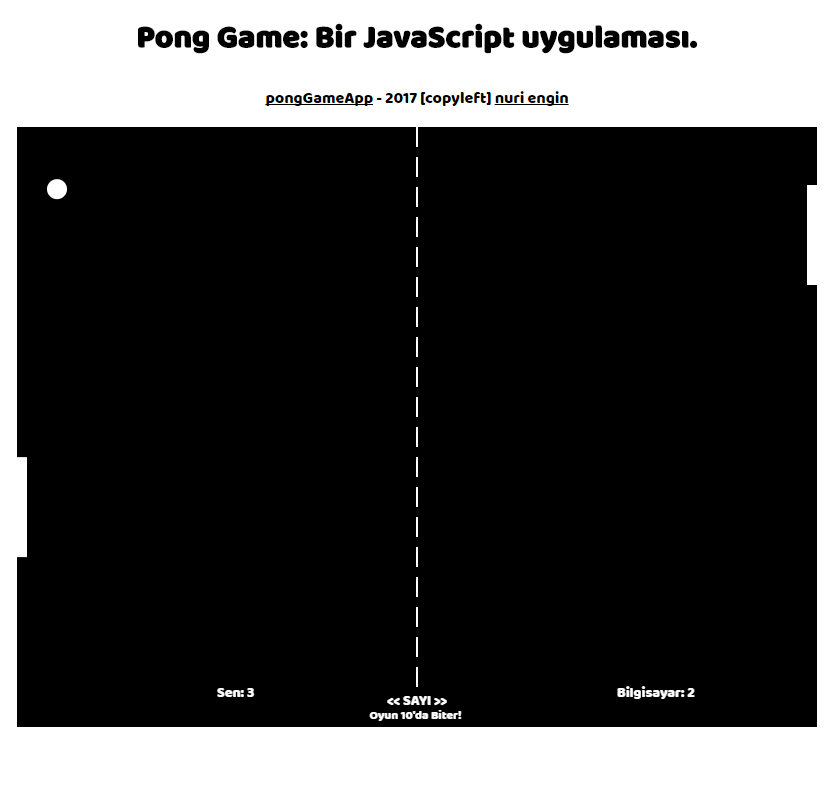 Pong Game: Bir JavaScript uygulaması.
pongGameApp - 2017 [copyleft] nuri engin
Sen: 3
<< SAYI >>
Bilgisayar: 2
Oyun 10'da Biter!